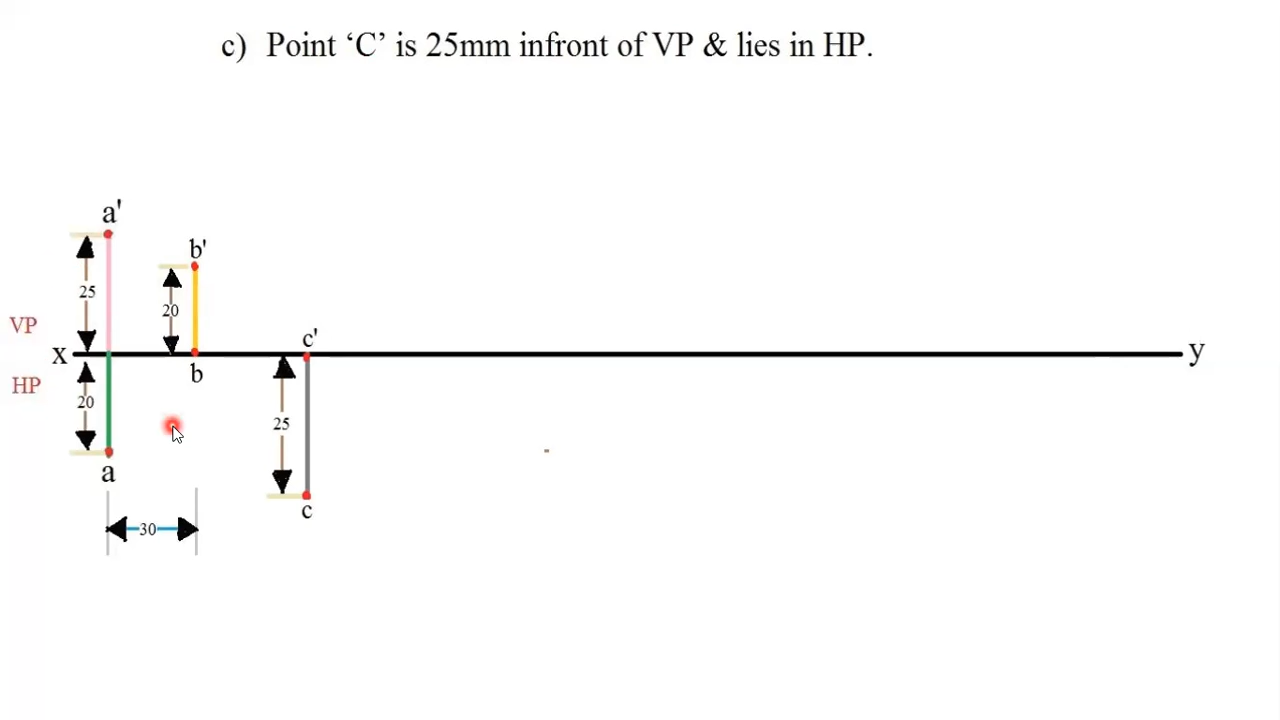 c) Point ‘C’ is 25mm infront of VP & lies in HP.
a'
b'
25
20
VP
c'
x
y
b
HP
20
25
a
c
30